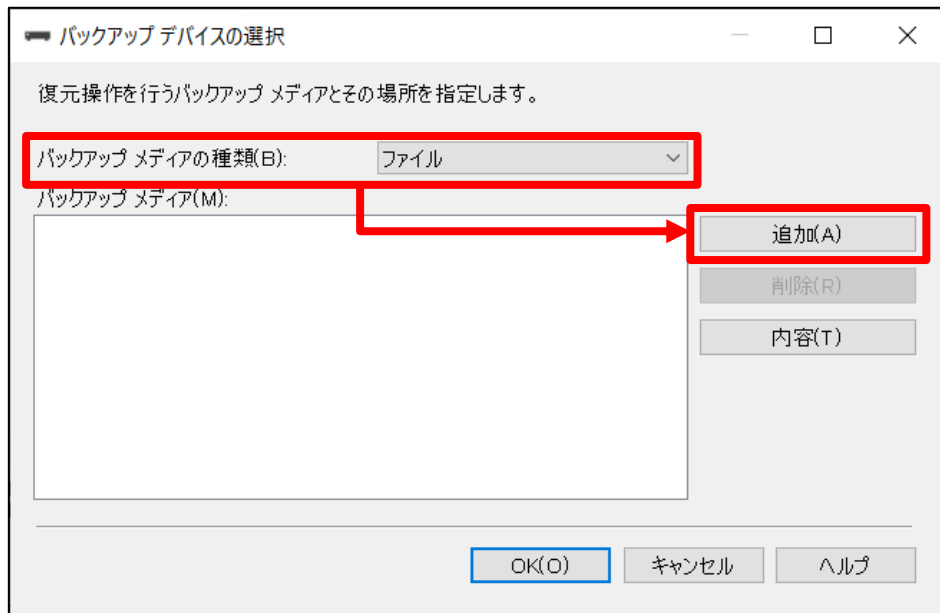 バックアップ デバイスの選択
復元操作を行うバックアップ メディアとその場所を指定します。
バックアップ メディアの種類(B): ファイル
バックアップ メディア(M):
追加(A)
削除(R)
内容(T)
OK(O) キャンセル ヘルプ